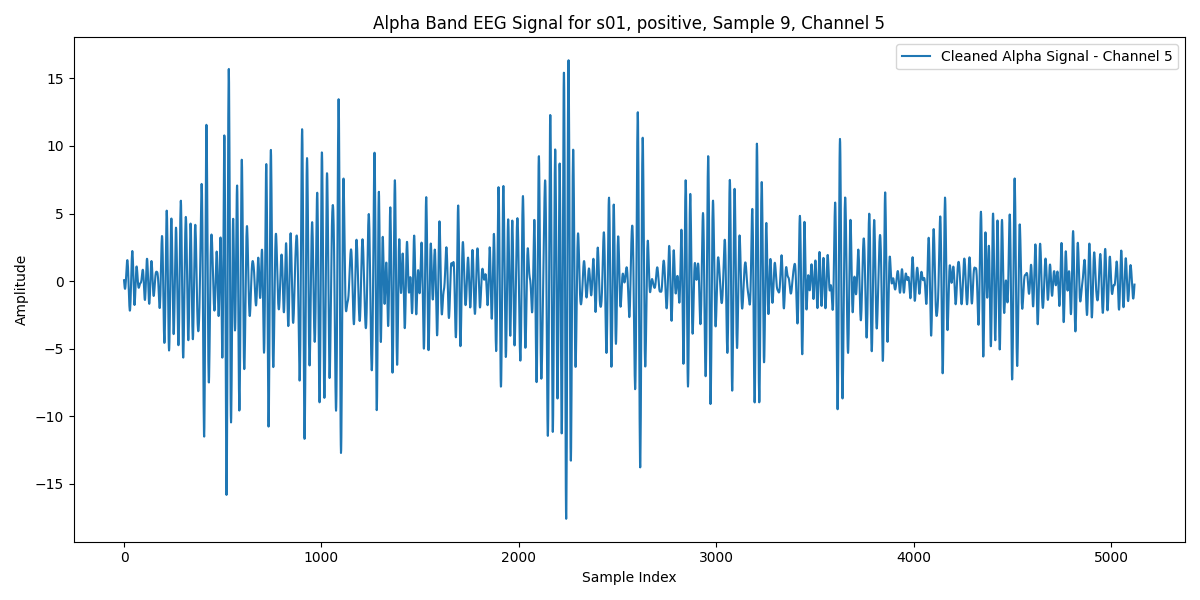 Alpha Band EEG Signal for s01, positive, Sample 9, Channel 5
Cleaned Alpha Signal - Channel 5
Amplitude
15
10
5
0
−5
−10
−15
0 1000 2000 3000 4000 5000
Sample Index